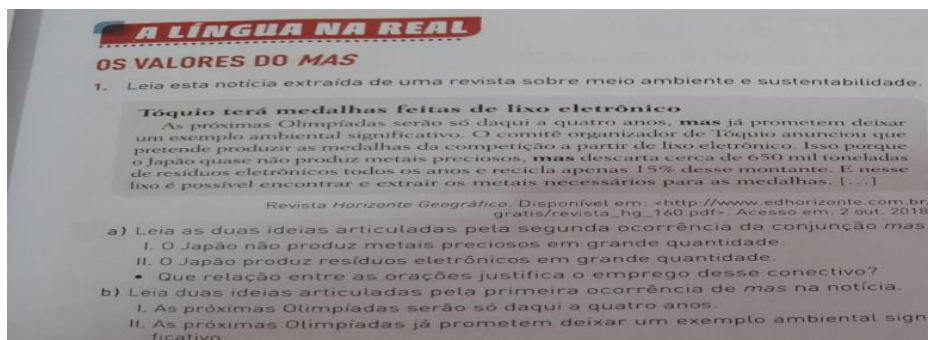 A LÍNGUA NA REAL
OS VALORES DO MAS
1. Leia esta notícia extraída de uma revista sobre meio ambiente e sustentabilidade.
Tóquio terá medalhas feitas de lixo eletrônico
As próximas Olimpíadas serão só daqui a quatro anos, mas já prometem deixar
um exemplo ambiental significativo. O comitê organizador de Tóquio anunciou que
pretende produzir as medalhas da competição a partir de lixo eletrônico. Isso porque
o Japão quase não produz metais preciosos, mas descarta cerca de 650 mil toneladas
de resíduos eletrônicos todos os anos e recicla apenas 15% desse montante. E nesse
lixo é possível encontrar e extrair os metais necessários para as medalhas. [...]
Revista Horizonte Geográfico. Disponível em: <http://www.edhorizonte.com.br/
gratis/revista_hg_160.pdf>. Acesso em: 2 out. 2018
a) Leia as duas ideias articuladas pela segunda ocorrência da conjunção mas.
I. O Japão não produz metais preciosos em grande quantidade.
II. O Japão produz resíduos eletrônicos em grande quantidade.
• Que relação entre as orações justifica o emprego desse conectivo?
b) Leia duas ideias articuladas pela primeira ocorrência de mas na notícia.
I. As próximas Olimpíadas serão só daqui a quatro anos.
II. As próximas Olimpíadas já prometem deixar um exemplo ambiental sign
ficativo